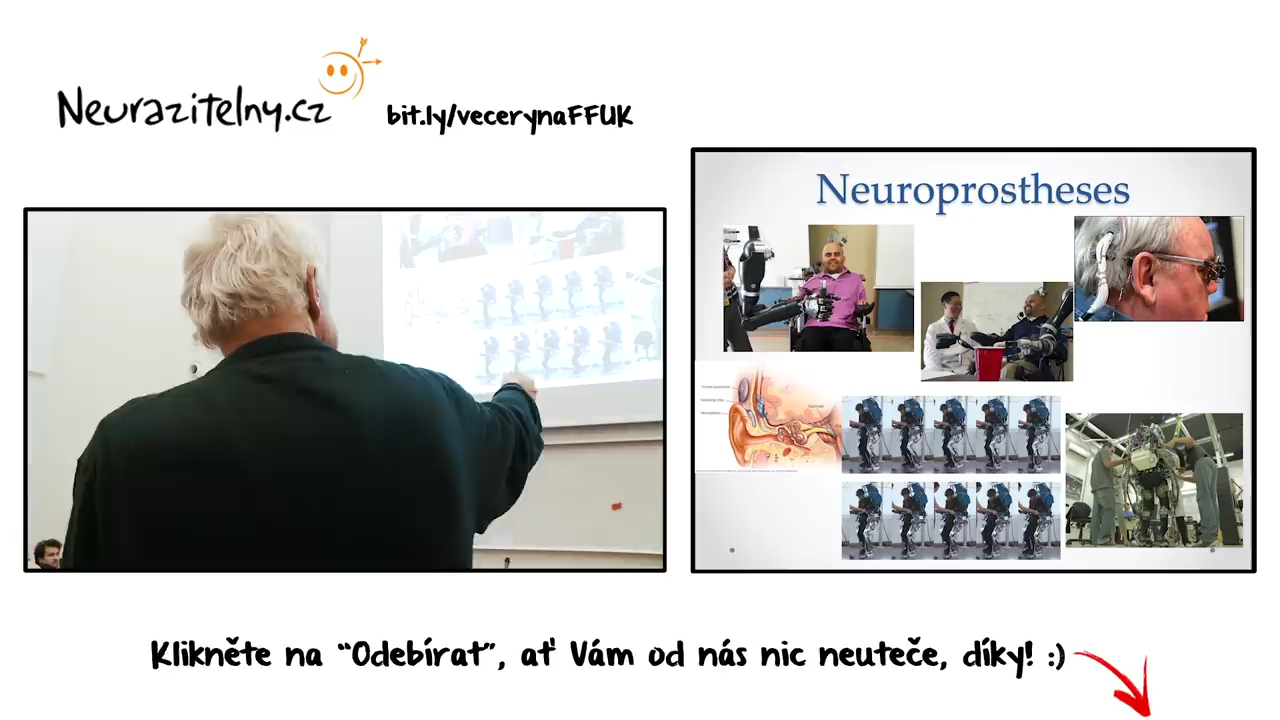 Neurazitelny.cz
bit.ly/vecerynaFFUK
Neuroprostheses
Klikněte na “Odebírat”, ať Vám od nás nic neuteče, díky! :)